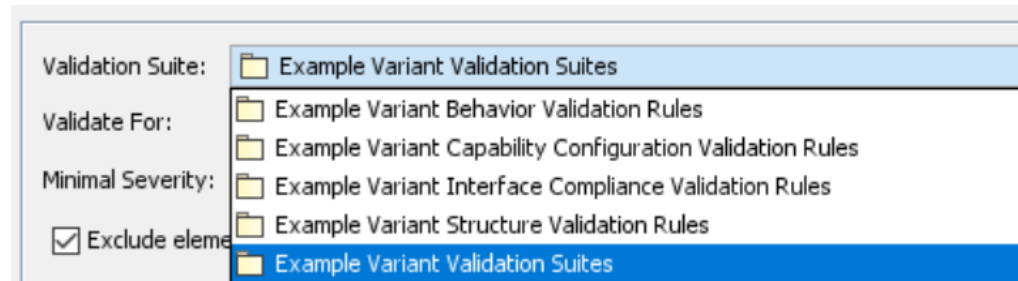 Validation Suite: Example Variant Validation Suites
Example Variant Behavior Validation Rules
Validate For:
Example Variant Capability Configuration Validation Rules
Minimal Severity: Example Variant Interface Compliance Validation Rules
Example Variant Structure Validation Rules
Exclude
Example Variant Validation Suites